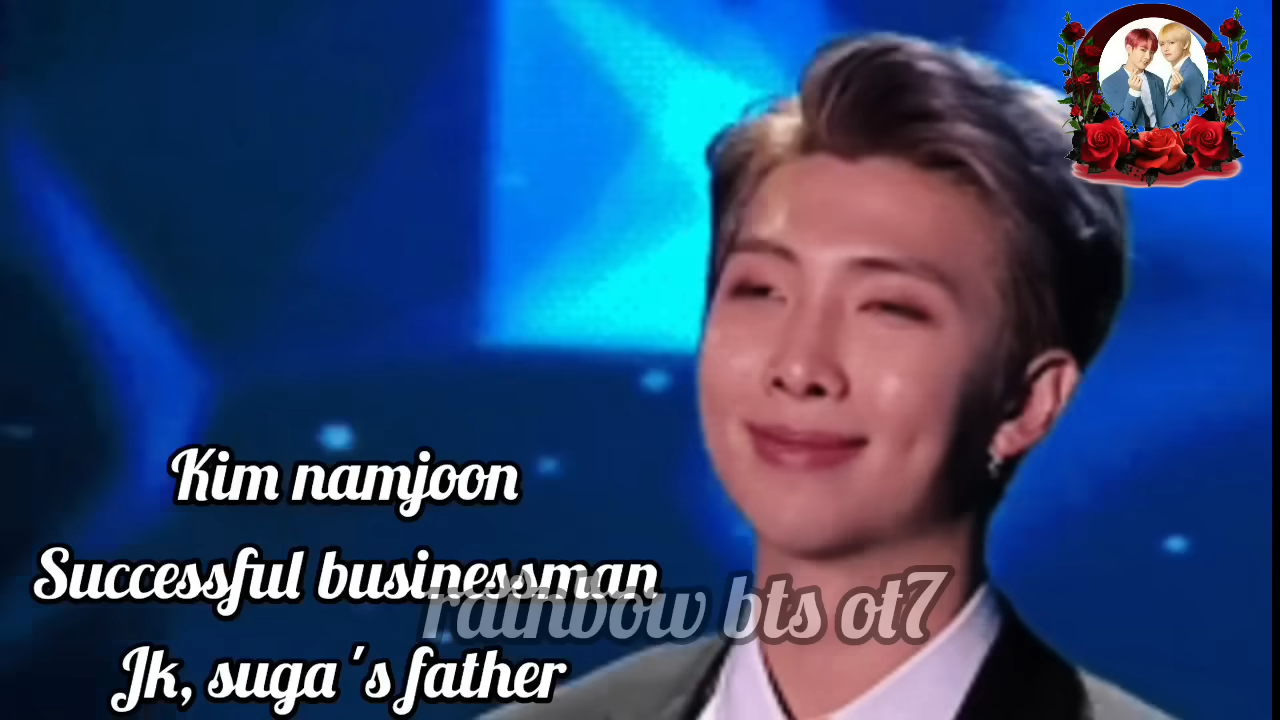 Kim namjoon
Successful businessman
rainbow bts ot7
Jk, suga 's father